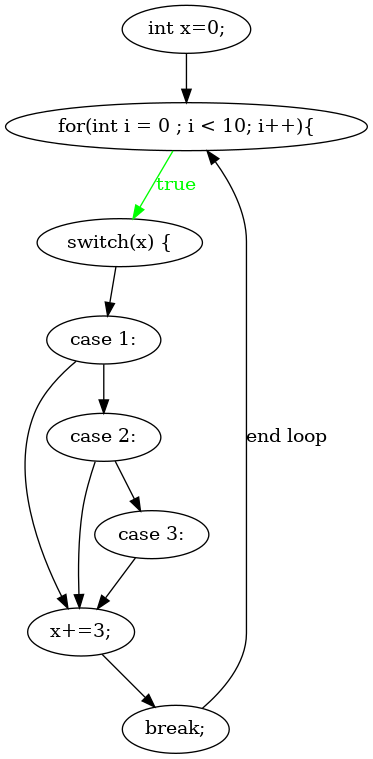 int x=0;
for(int i = 0 ; i < 10; i++){
true
switch(x) {
case 1:
case 2:
end loop
case 3:
x+=3;
break;